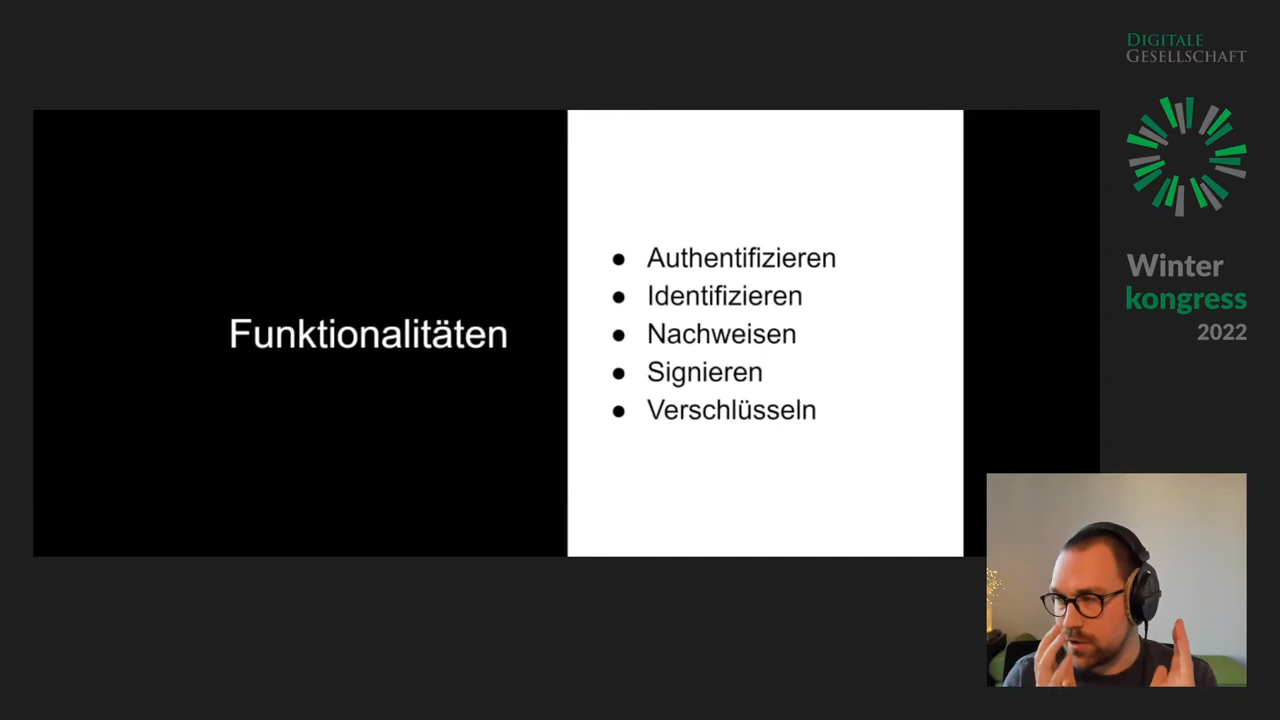 Funktionalitäten
● Authentifizieren
● Identifizieren
● Nachweisen
● Signieren
● Verschlüsseln
DIGITALE
GESELLSCHAFT
Winter
kongress
2022